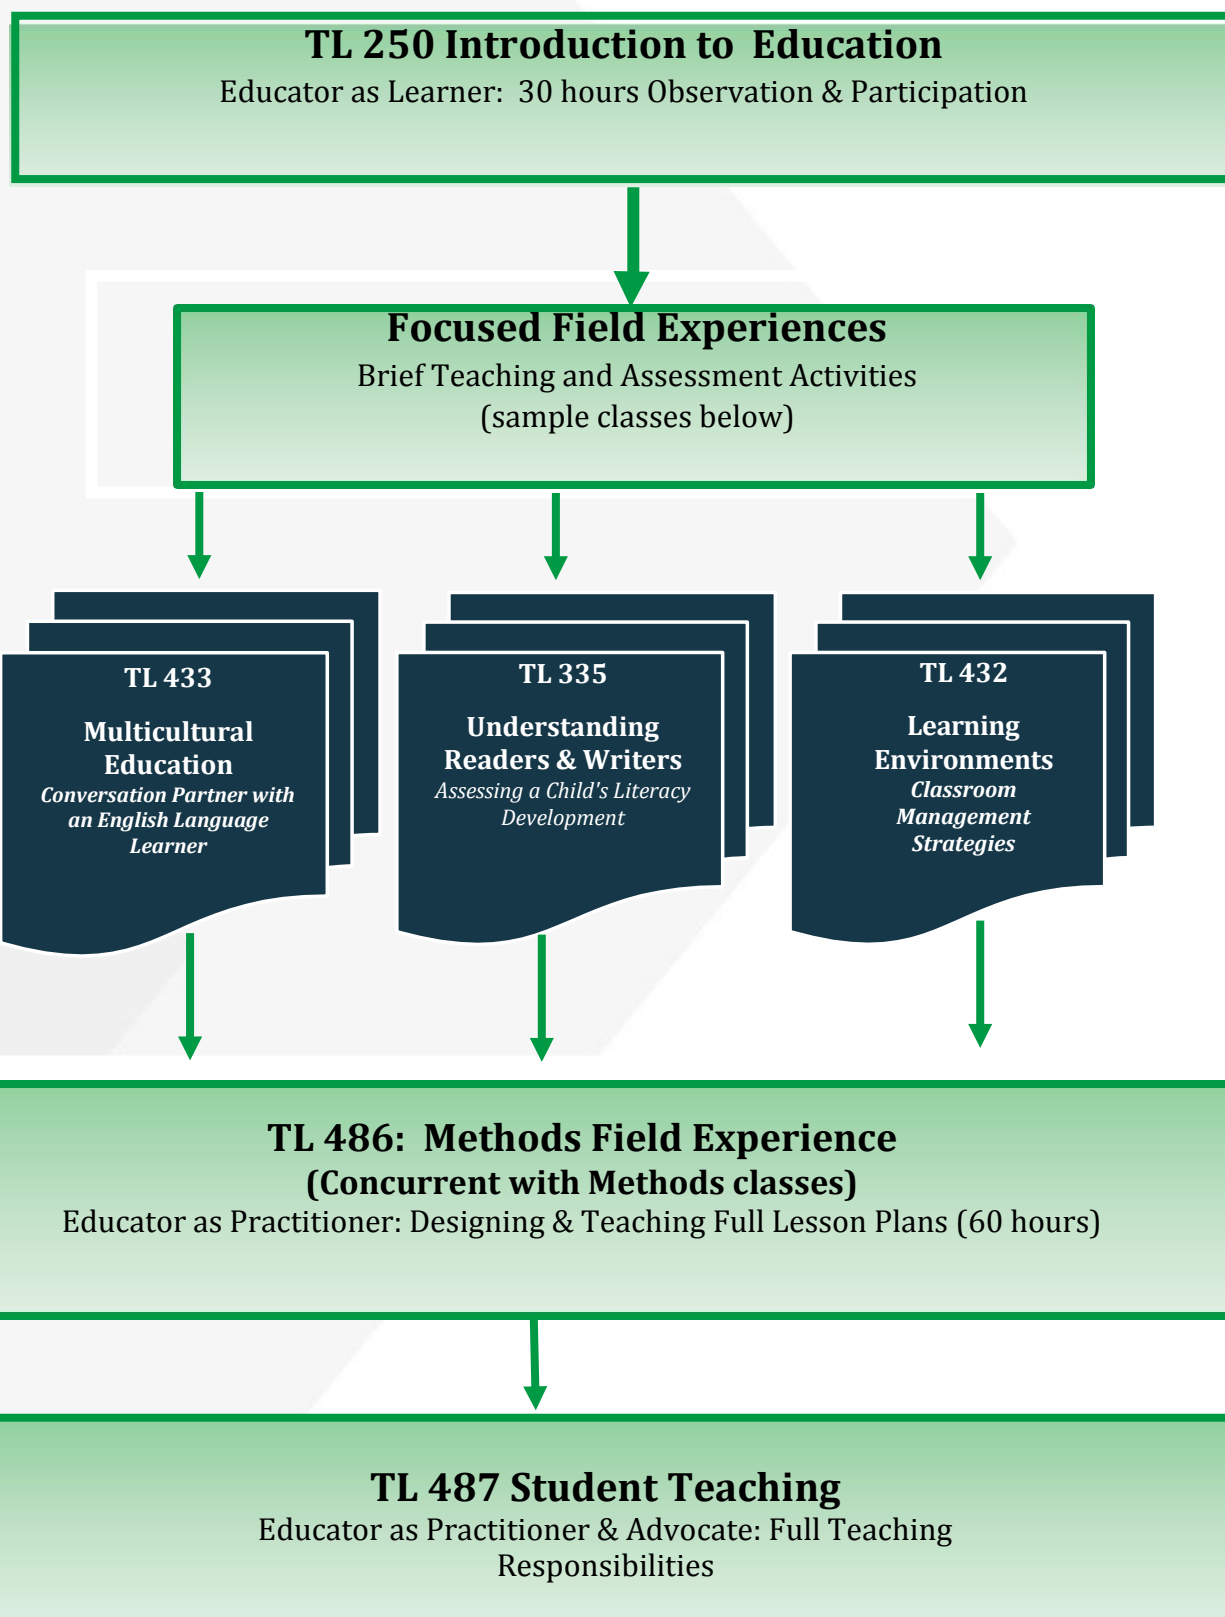 TL 250 Introduction to  Education
Educator as Learner:  30 hours Observation & Participation
Focused Field Experiences
Brief Teaching and Assessment Activities
(sample classes below)
TL 433
Multicultural
Education
Conversation Partner with
an English Language
Learner
TL 335
Understanding
Readers & Writers
Assessing a Child's Literacy
Development
TL 432
Learning
Environments
Classroom
Management
Strategies
TL 486:  Methods Field Experience
(Concurrent with Methods classes)
Educator as Practitioner: Designing & Teaching Full Lesson Plans (60 hours)
TL 487 Student Teaching
Educator as Practitioner & Advocate: Full Teaching
Responsibilities